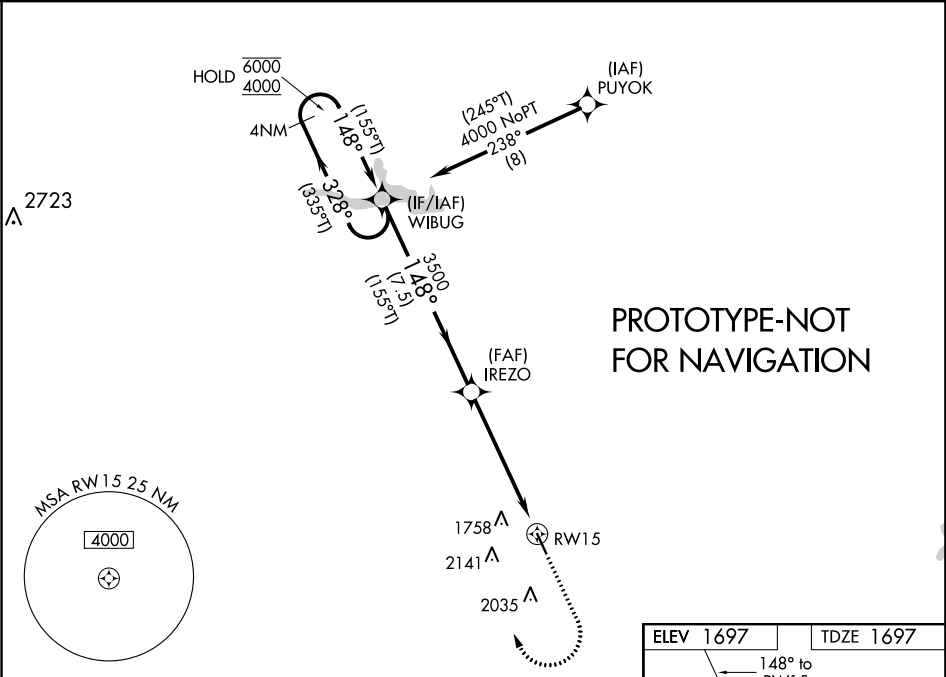 HOLD 6000
4000
4NM
(155°T)
148°
328°
(335°T)
(IAF)
PUYOK
(245°T)
4000 NoPT
238°
(8)
2723
(IF/IAF)
WIBUG
3500
148°
(7.5)
(155°T)
PROTOTYPE-NOT
FOR NAVIGATION
(FAF)
IREZO
MSA RW15 25 NM
4000
1758
RW15
2141
2035
ELEV 1697
TDZE 1697
148° to